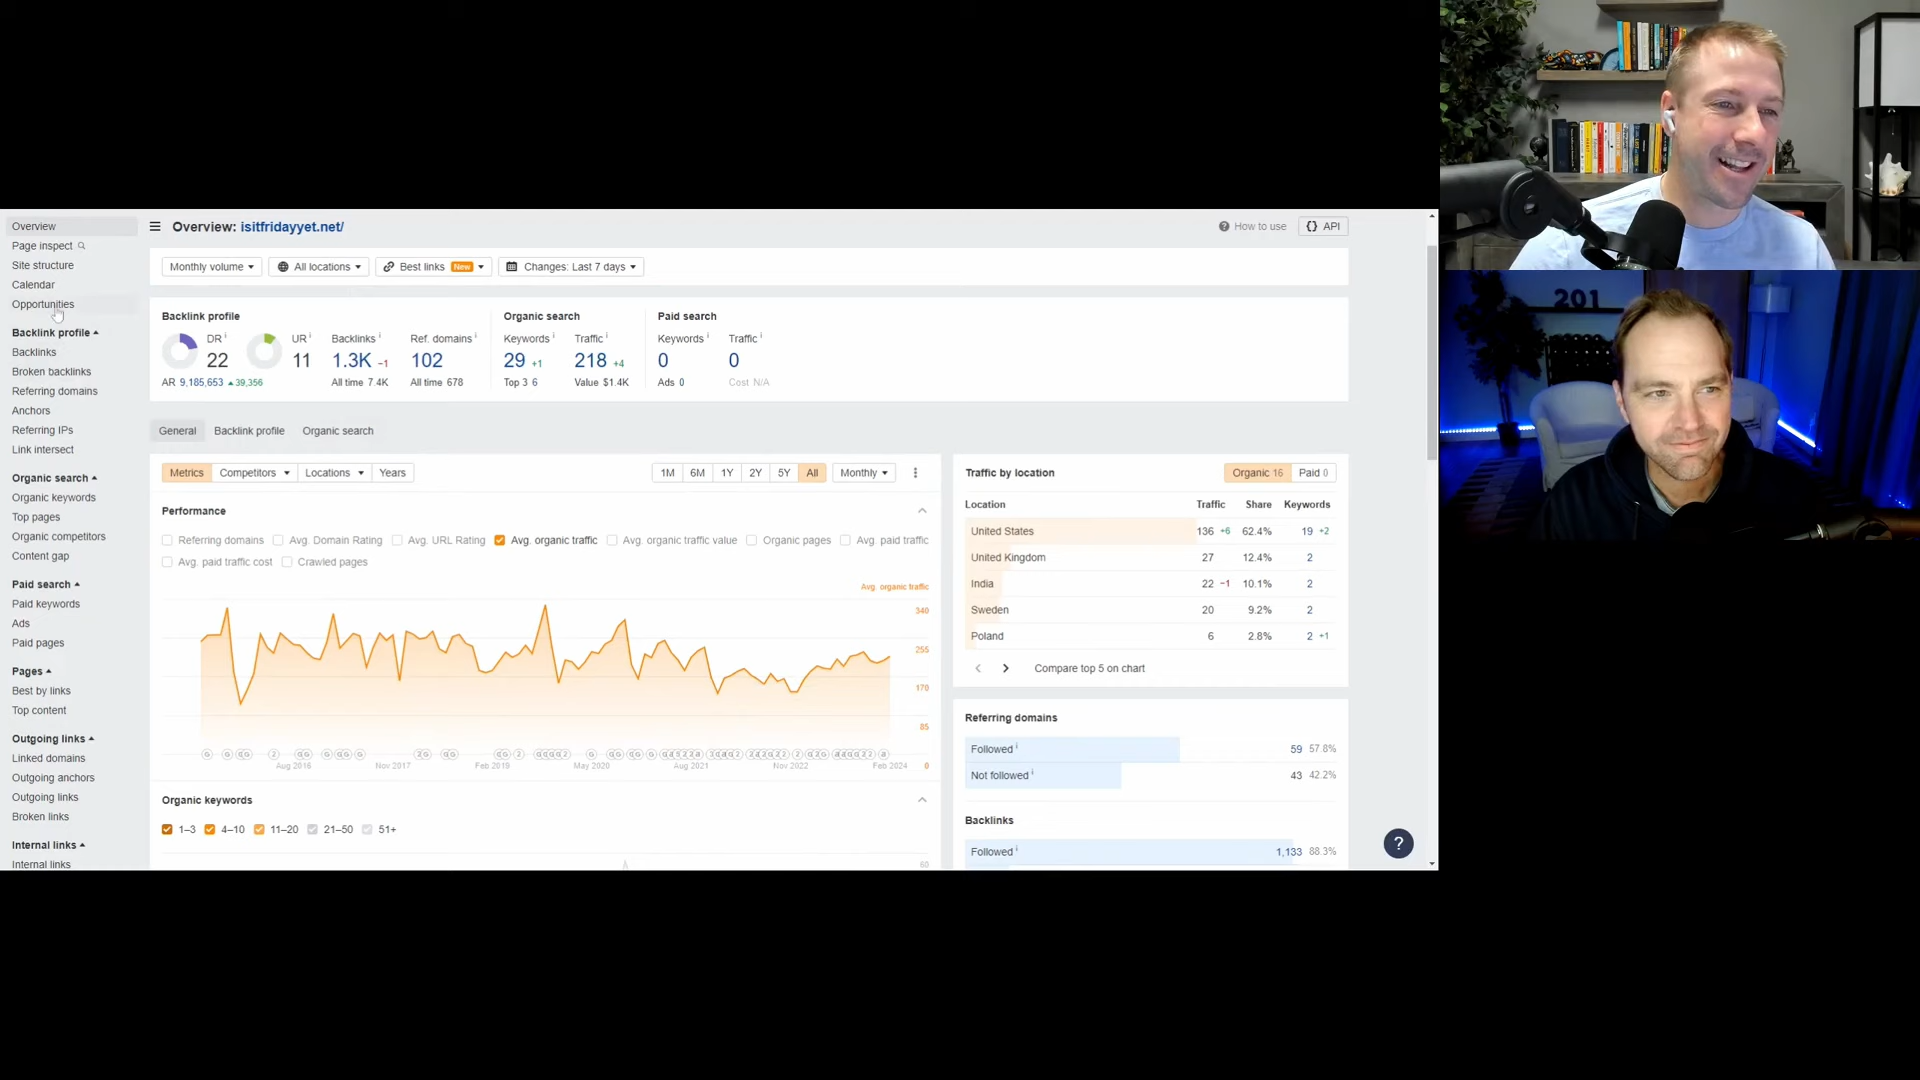 Overview
Page inspect
Site structure
Calendar
Opportunities
Backlink profile
Backlinks
Broken backlinks
Referring domains
Anchors
Referring IPs
Link intersect
Organic search
Organic keywords
Top pages
Organic competitors
Content gap
Paid search
Paid keywords
Ads
Paid pages
Pages
Best by links
Top content
Outgoing links
Linked domains
Outgoing anchors
Outgoing links
Broken links
Internal links
Internal links
Overview: isitfridayyet.net/
How to use
API
Monthly volume
All locations
Best links New
Changes: Last 7 days
Backlink profile
DR
22
AR 9,185,653 39,356
UR
11
Backlinks
1.3K −1
All time 7.4K
Ref. domains
102
All time 678
Organic search
Keywords
29 +1
Top 3 6
Traffic
218 +4
Value $1.4K
Paid search
Keywords
0
Ads 0
Traffic
0
Cost N/A
General Backlink profile Organic search
Metrics Competitors Locations Years
1M 6M 1Y 2Y 5Y All Monthly
Performance
Referring domains Avg. Domain Rating Avg. URL Rating Avg. organic traffic Avg. organic traffic value Organic pages Avg. paid traffic
Avg. paid traffic cost Crawled pages
Avg. organic traffic
340
255
170
85
0
Aug 2016 Nov 2017 Feb 2019 May 2020 Aug 2021 Nov 2022 Feb 2024
Organic keywords
1–3 4–10 11–20 21–50 51+
60
Traffic by location
Organic 16 Paid 0
Location Traffic Share Keywords
United States 136 +6 62.4% 19 +2
United Kingdom 27 12.4% 2
India 22 −1 10.1% 2
Sweden 20 9.2% 2
Poland 6 2.8% 2 +1
Compare top 5 on chart
Referring domains
Followed 59 57.8%
Not followed 43 42.2%
Backlinks
Followed 1,133 88.3%
?
201